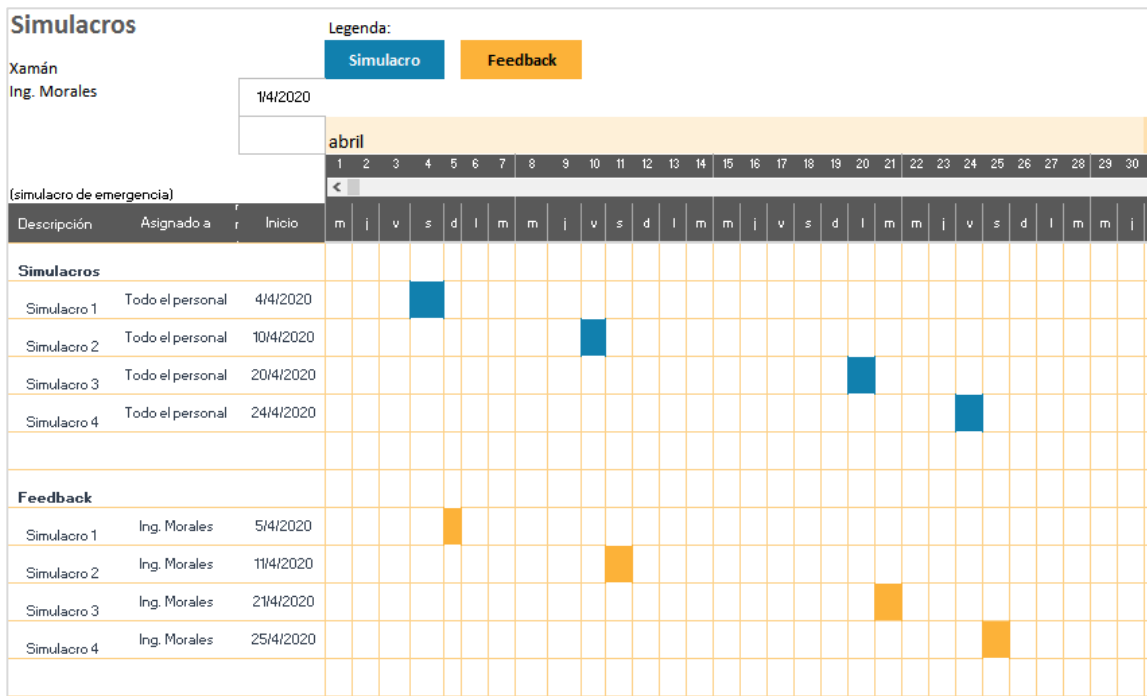 Simulacros
Legenda:
Simulacro Feedback
Xamán
Ing. Morales
1/4/2020
abril
1 2 3 4 5 6 7 8 9 10 11 12 13 14 15 16 17 18 19 20 21 22 23 24 25 26 27 28 29 30
(simulacro de emergencia)
<
Descripción Asignado a Inicio m j v s d l m m j v s d l m m j v s d l m m j v s d l m m j
Simulacros
Simulacro 1 Todo el personal 4/4/2020
Simulacro 2 Todo el personal 10/4/2020
Simulacro 3 Todo el personal 20/4/2020
Simulacro 4 Todo el personal 24/4/2020
Feedback
Simulacro 1 Ing. Morales 5/4/2020
Simulacro 2 Ing. Morales 11/4/2020
Simulacro 3 Ing. Morales 21/4/2020
Simulacro 4 Ing. Morales 25/4/2020